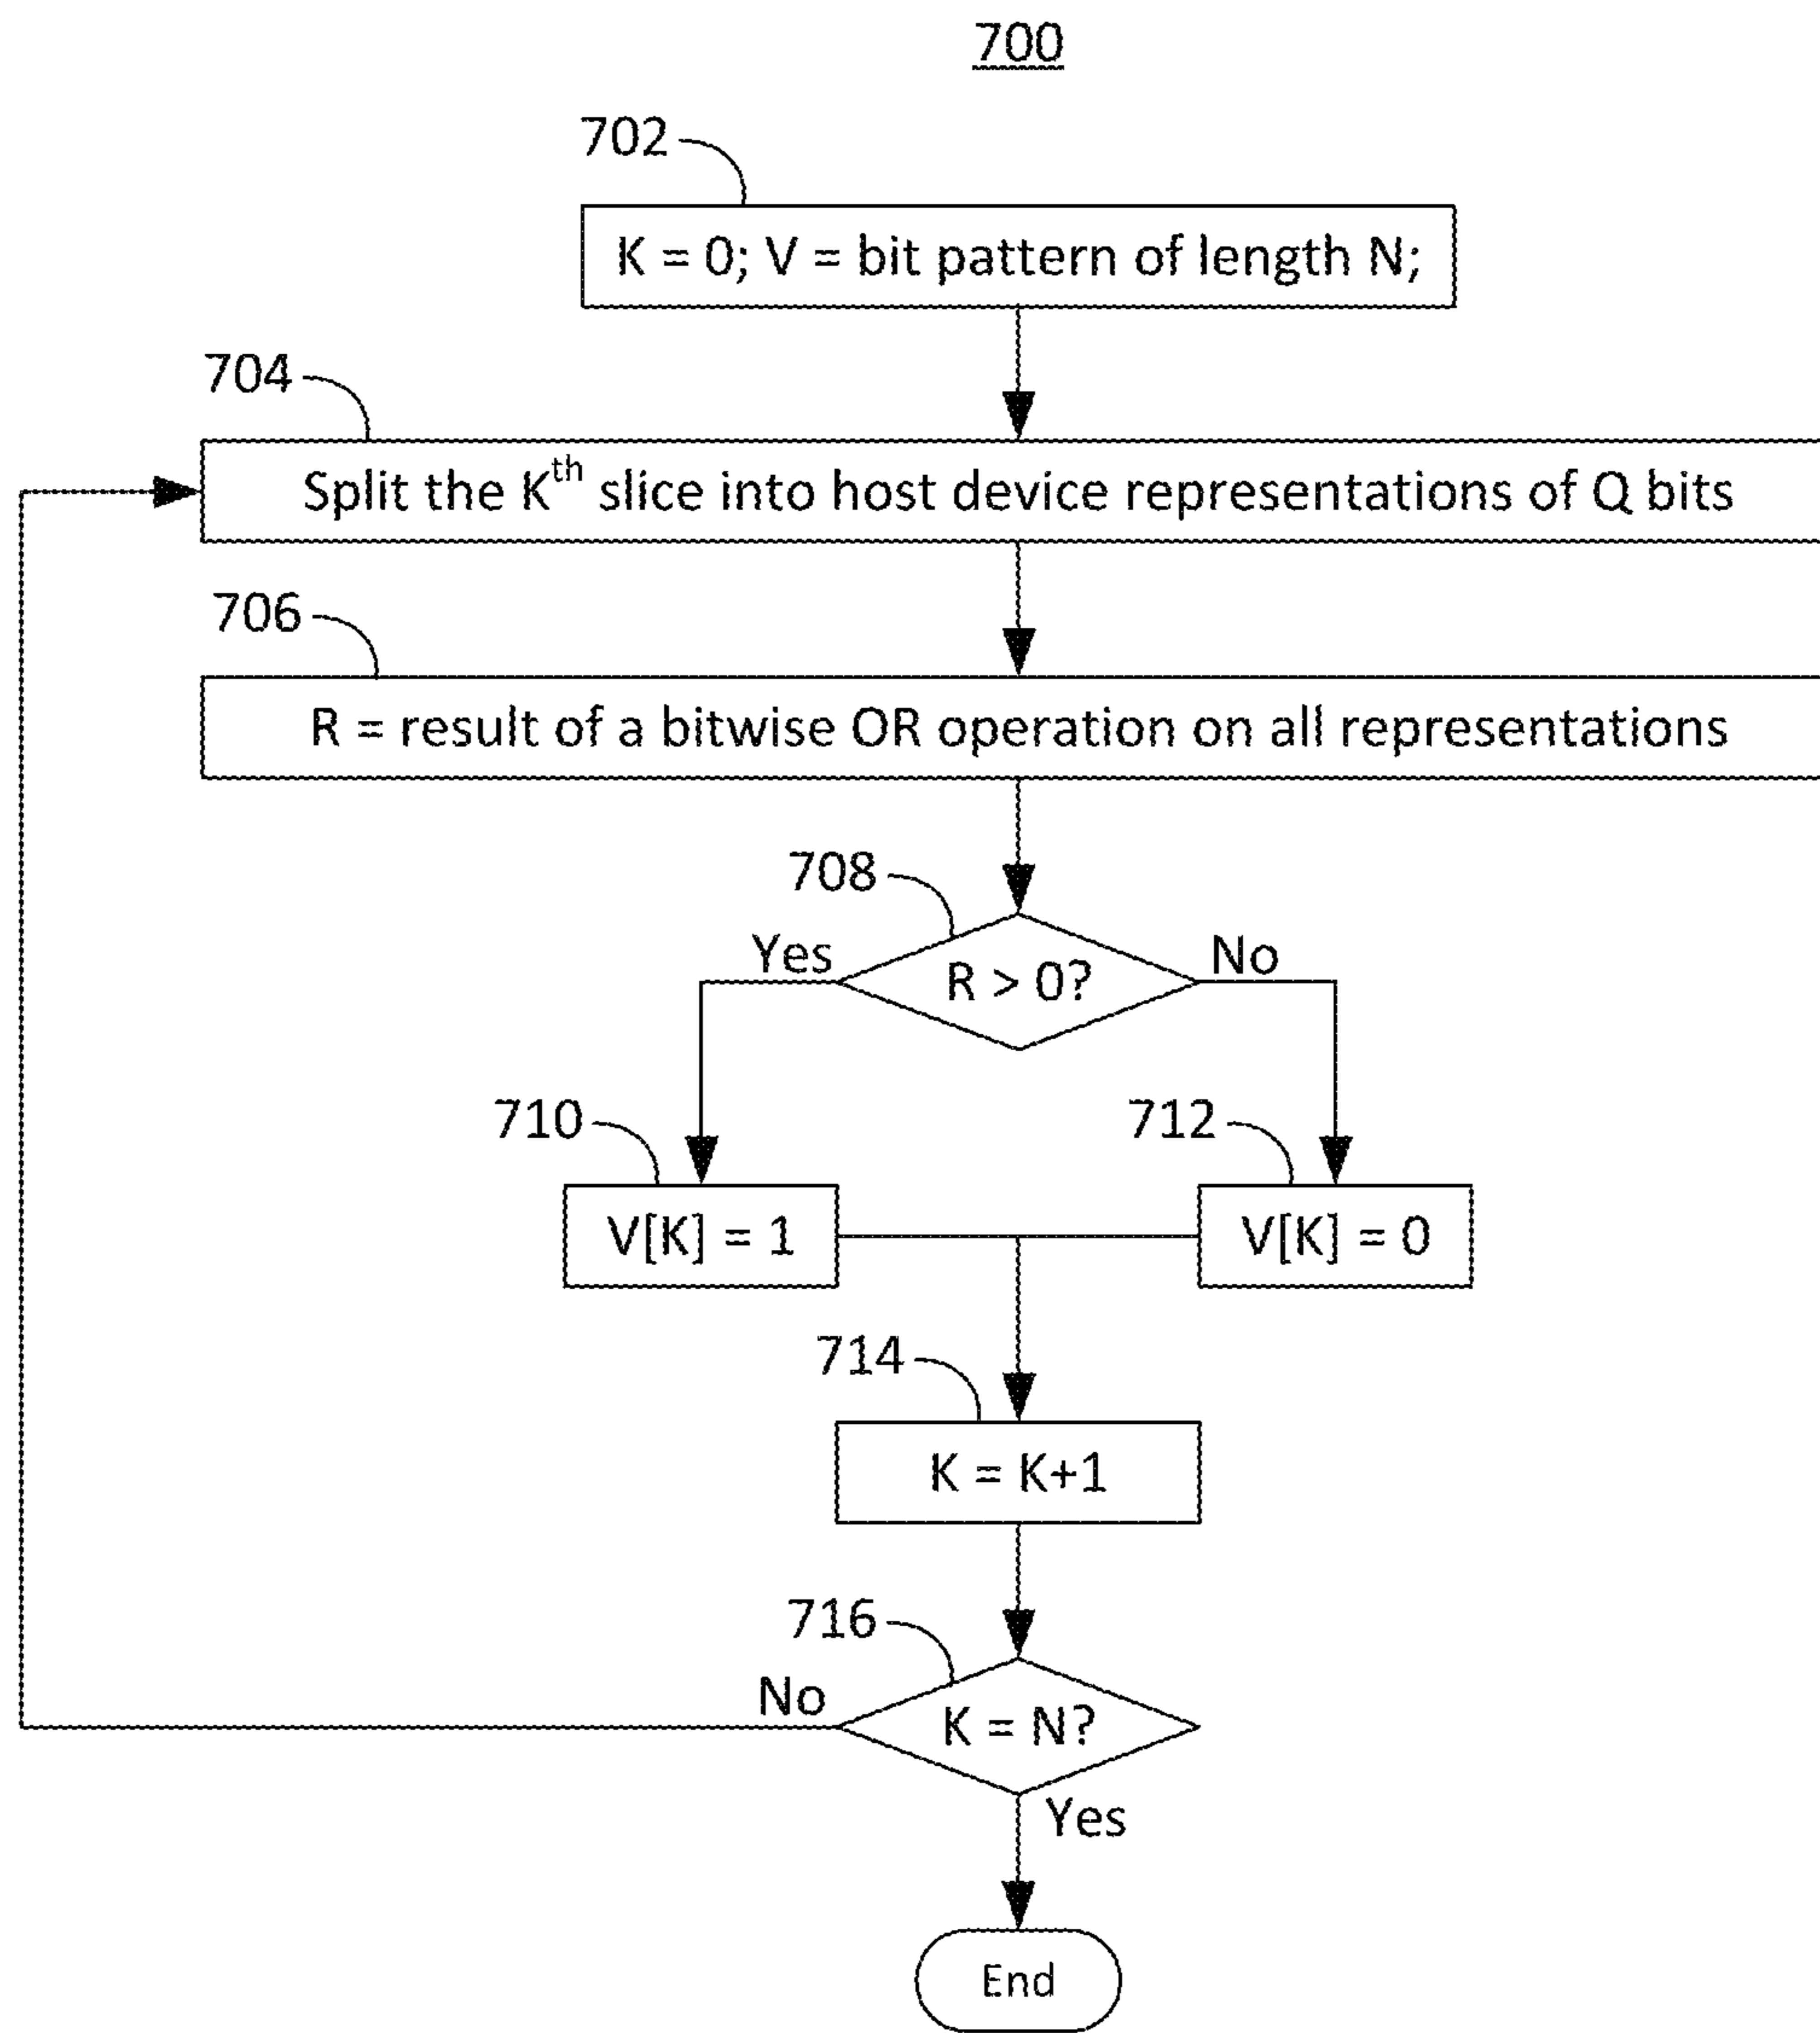 700
702
K = 0; V = bit pattern of length N;
704
Split the Kth slice into host device representations of Q bits
706
R = result of a bitwise OR operation on all representations
708
Yes
No
R > 0?
710
712
V[K] = 1
V[K] = 0
714
K = K+1
716
No
K = N?
Yes
End